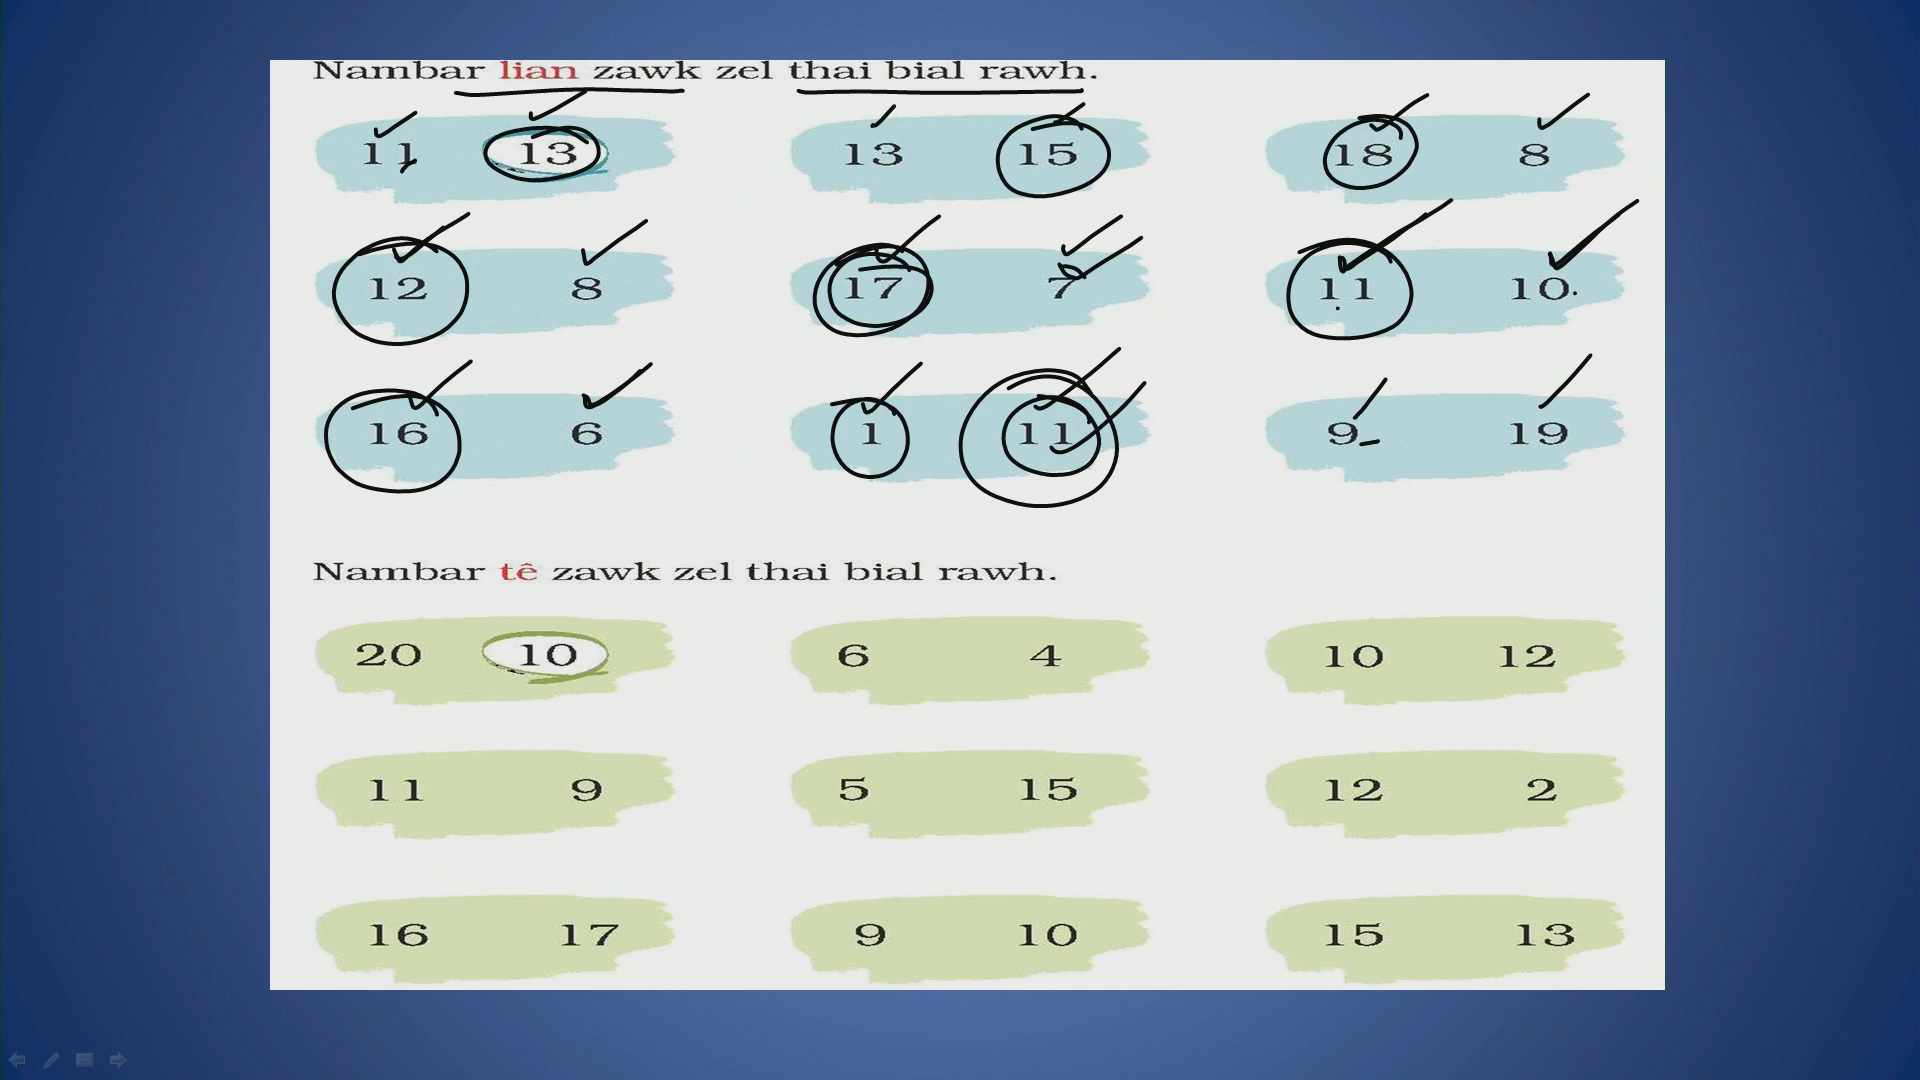 Nambar lian zawk zel thai bial rawh.
11 13 13 15 18 8
12 8 17 7 11 10
16 6 1 11 9 19
Nambar tê zawk zel thai bial rawh.
20 10 6 4 10 12
11 9 5 15 12 2
16 17 9 10 15 13